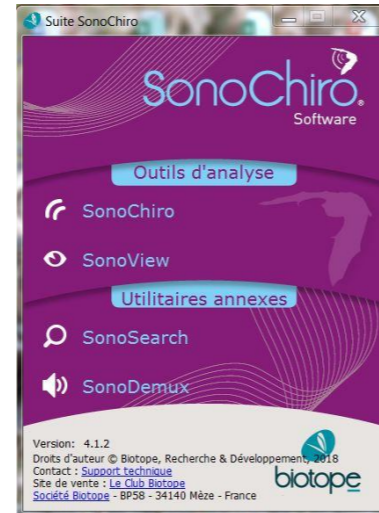 Suite SonoChiro
SonoChiro.
Software
Outils d'analyse
SonoChiro
SonoView
Utilitaires annexes
SonoSearch
SonoDemux
Version: 4.1.2
Droits d'auteur © Biotope, Recherche & Développement, 2018
Contact : Support technique
Site de vente : Le Club Biotope
Société Biotope - BP58 - 34140 Mèze - France
biotope